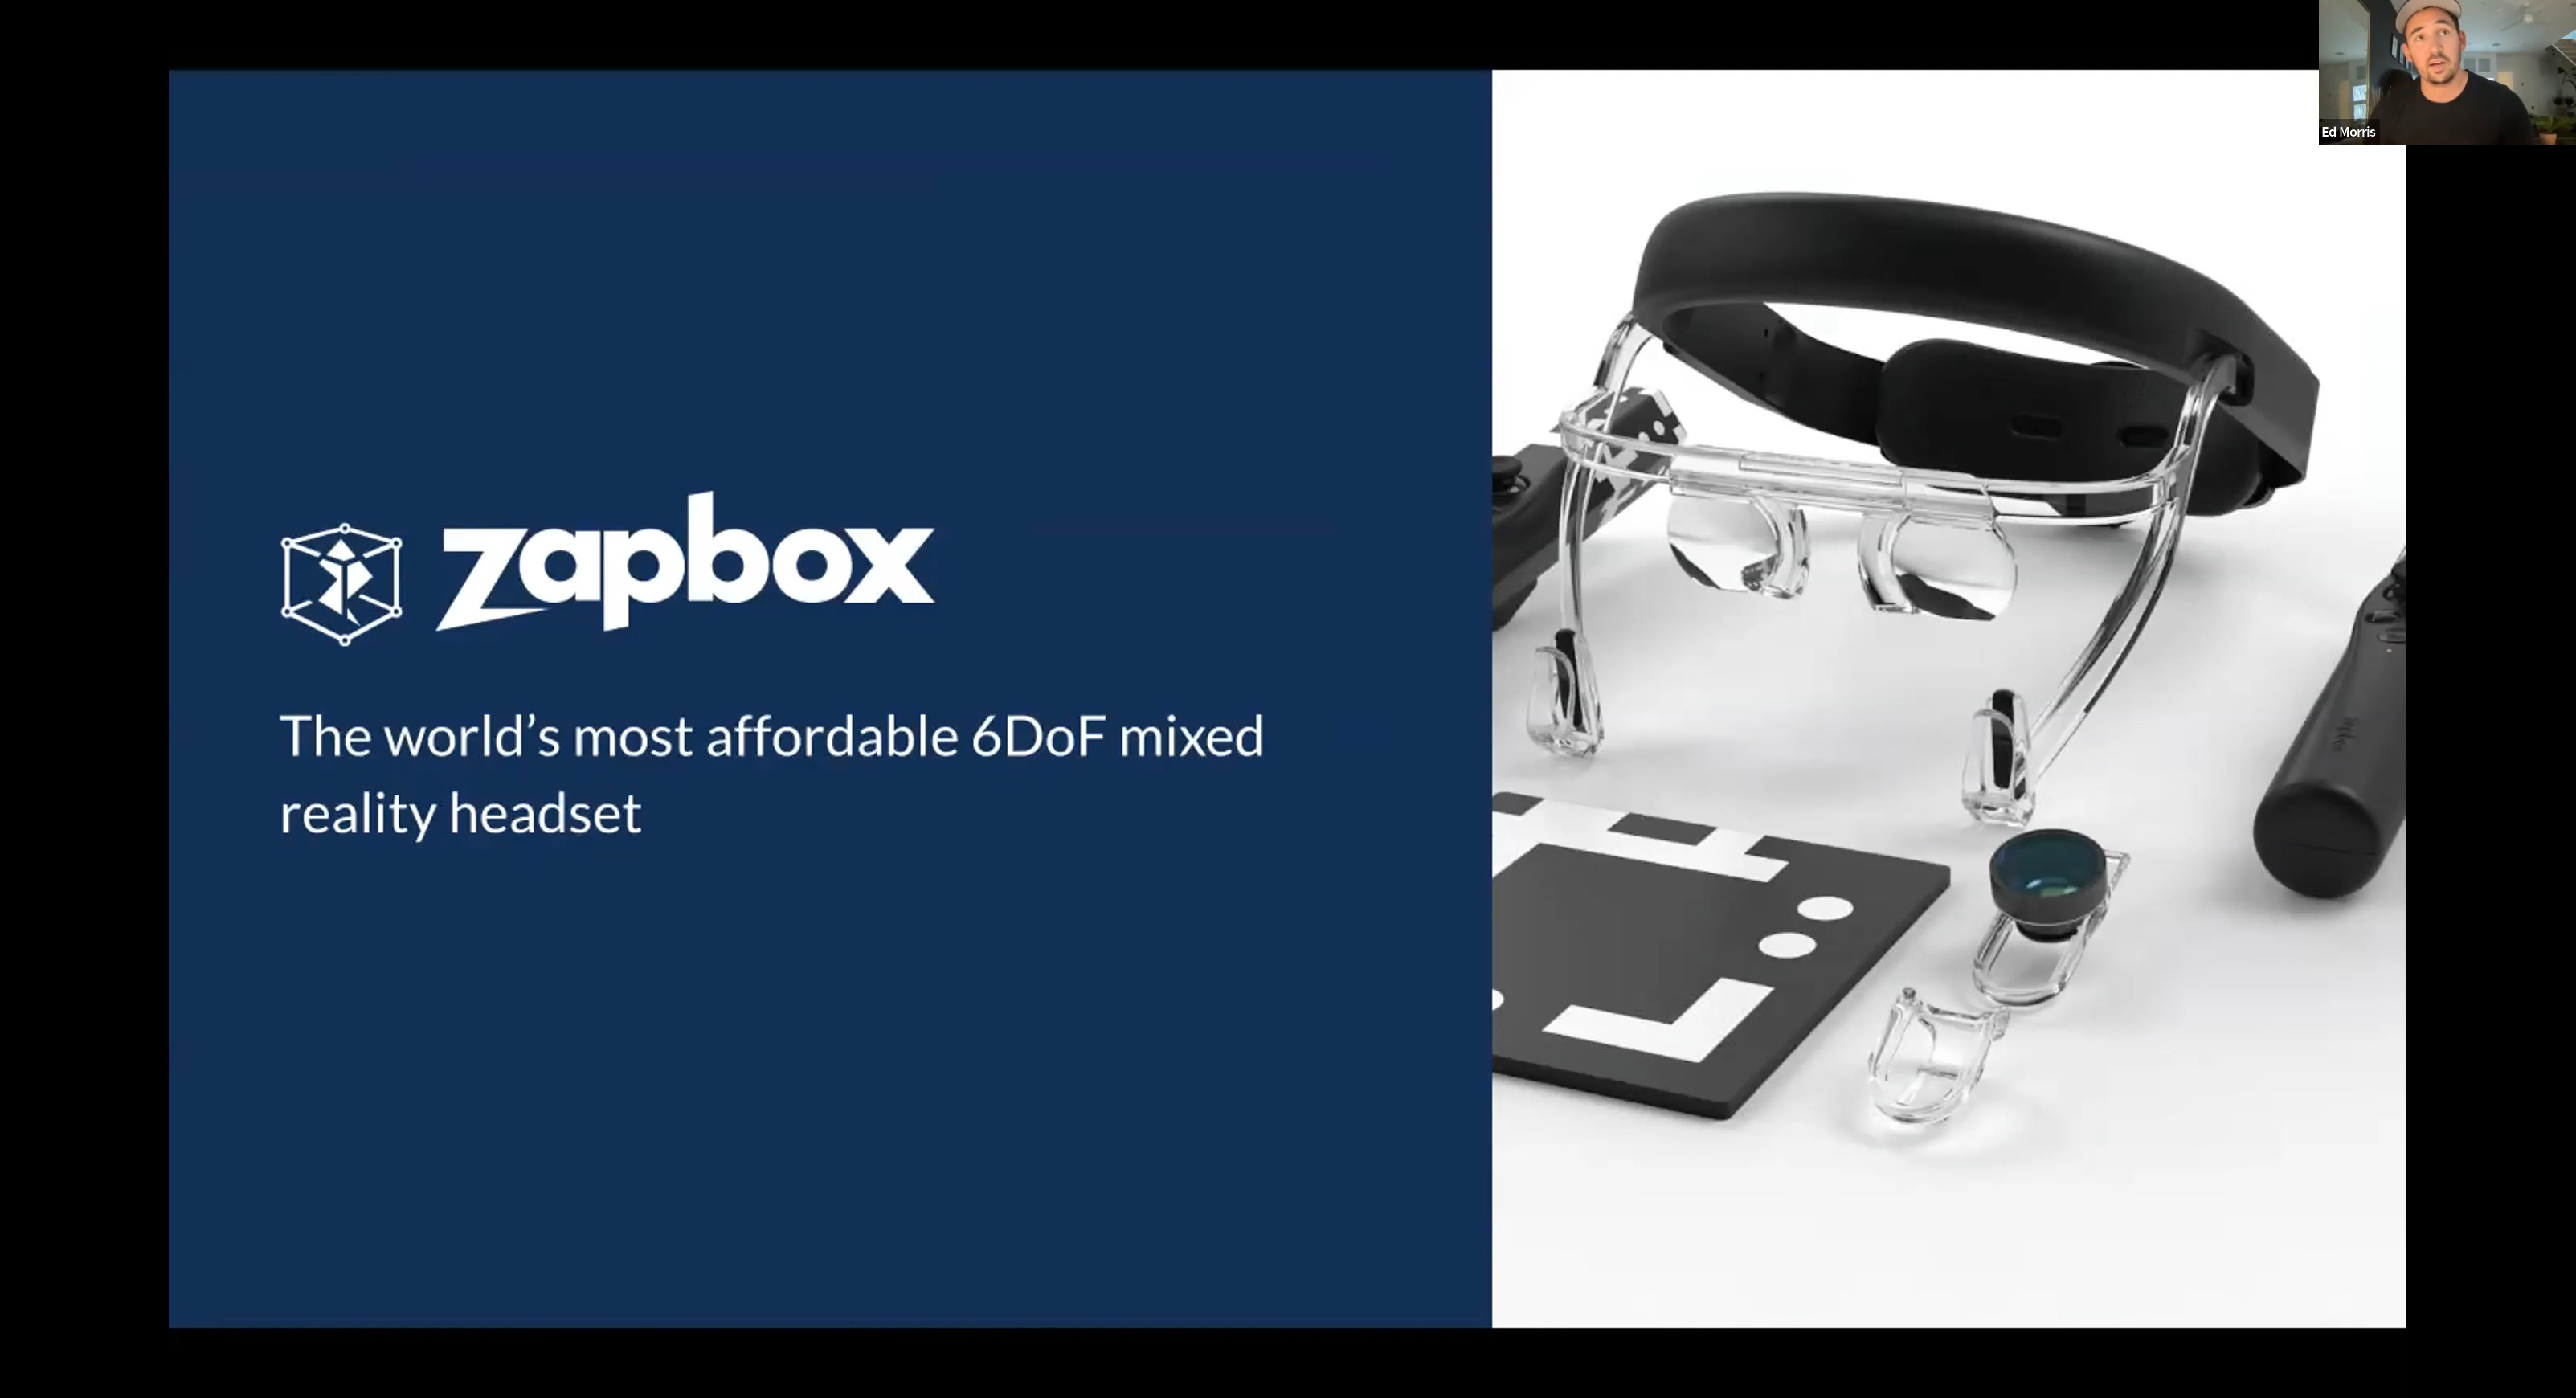 Ed Morris
zapbox
The world's most affordable 6DoF mixed
reality headset